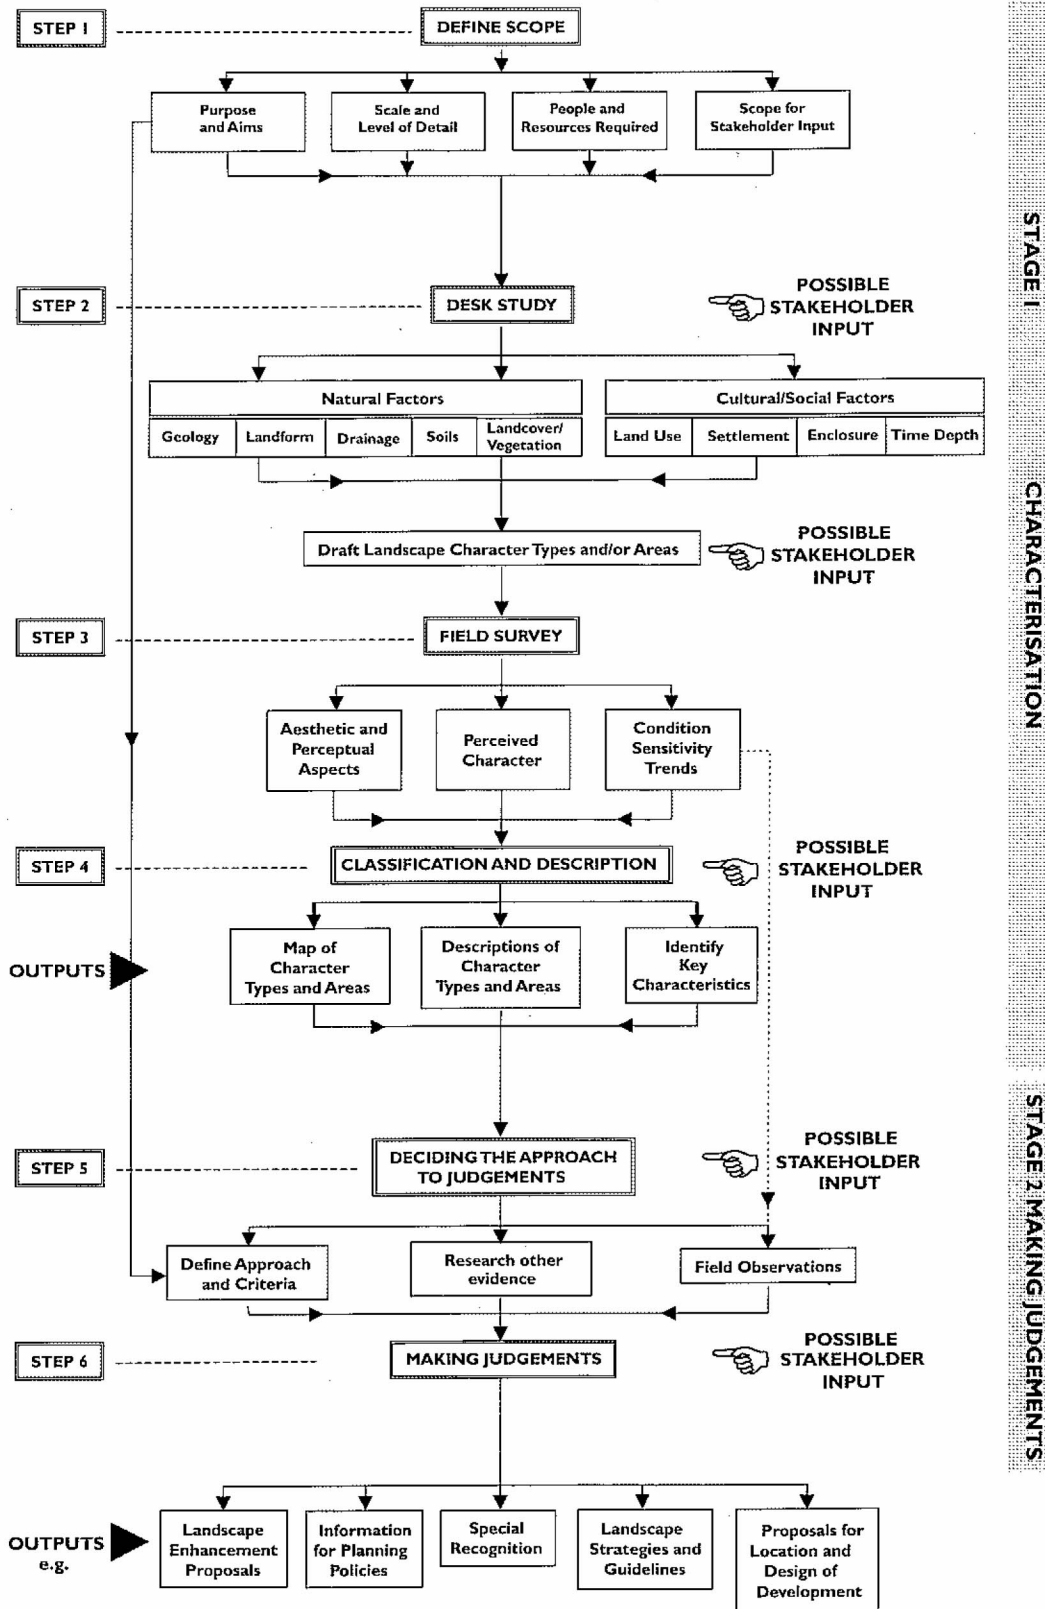 STEP 1
DEFINE SCOPE
Purpose
and Aims
Scale and
Level of Detail
People and
Resources Required
Scope for
Stakeholder Input
STEP 2
DESK STUDY
POSSIBLE
STAKEHOLDER
INPUT
Natural Factors
Cultural/Social Factors
Geology
Landform
Drainage
Soils
Landcover/
Vegetation
Land Use
Settlement
Enclosure
Time Depth
Draft Landscape Character Types and/or Areas
POSSIBLE
STAKEHOLDER
INPUT
STEP 3
FIELD SURVEY
Aesthetic and
Perceptual
Aspects
Perceived
Character
Condition
Sensitivity
Trends
STEP 4
CLASSIFICATION AND DESCRIPTION
POSSIBLE
STAKEHOLDER
INPUT
OUTPUTS
Map of
Character
Types and Areas
Descriptions of
Character
Types and Areas
Identify
Key
Characteristics
STEP 5
DECIDING THE APPROACH
TO JUDGEMENTS
POSSIBLE
STAKEHOLDER
INPUT
Define Approach
and Criteria
Research other
evidence
Field Observations
STEP 6
MAKING JUDGEMENTS
POSSIBLE
STAKEHOLDER
INPUT
OUTPUTS
e.g.
Landscape
Enhancement
Proposals
Information
for Planning
Policies
Special
Recognition
Landscape
Strategies and
Guidelines
Proposals for
Location and
Design of
Development
STAGE 1 CHARACTERISATION
STAGE 2 MAKING JUDGEMENTS